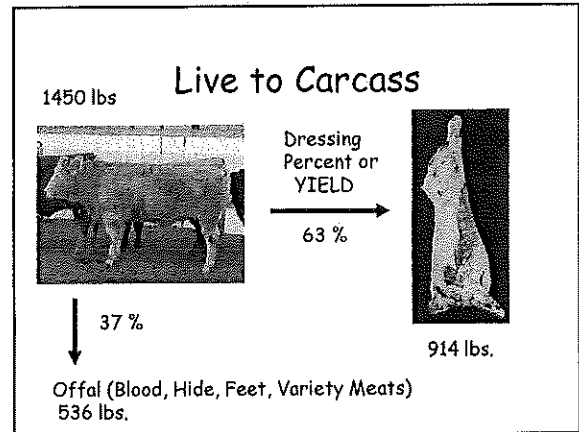 Live to Carcass
1450 lbs
Dressing
Percent or
YIELD
63 %
37 %
914 lbs.
Offal (Blood, Hide, Feet, Variety Meats)
536 lbs.